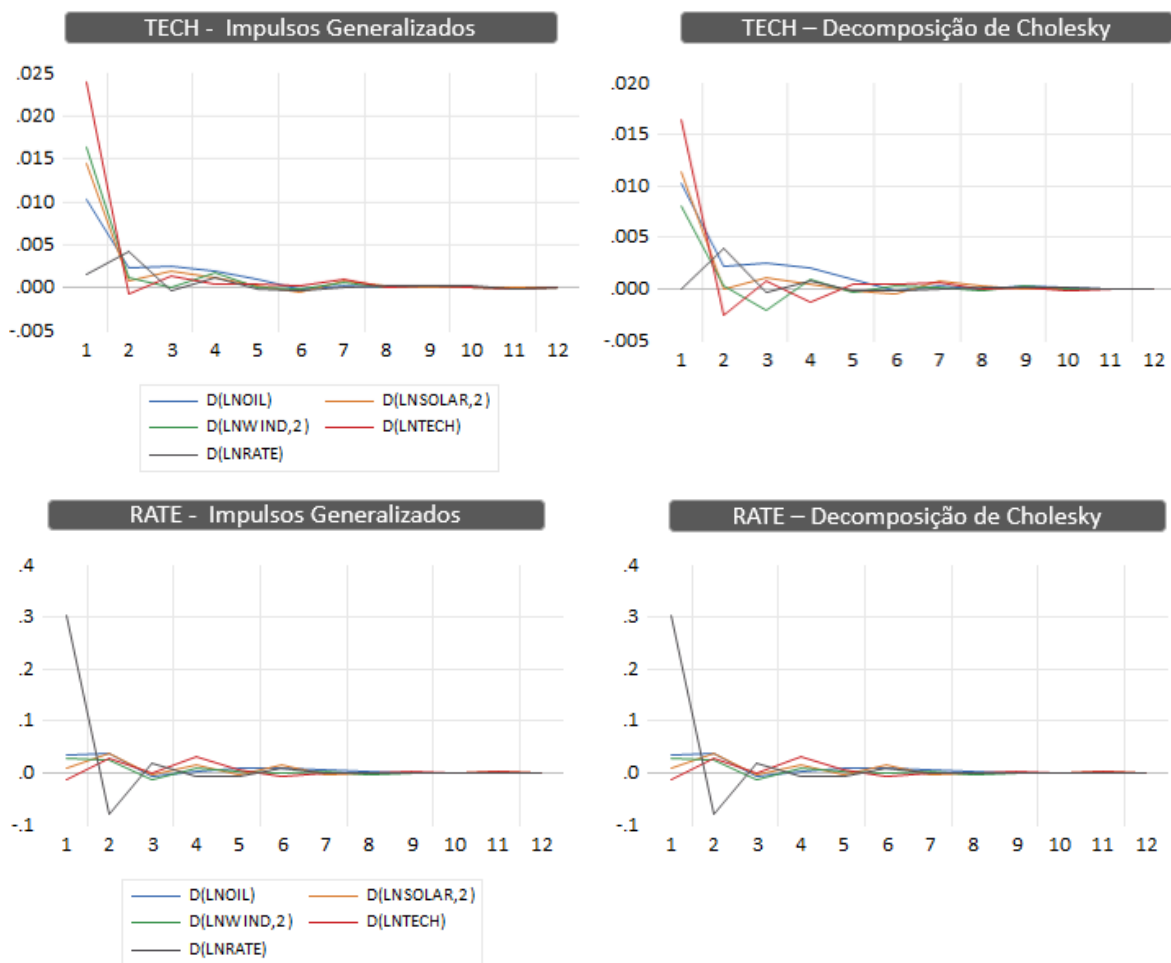 TECH - Impulsos Generalizados
.025
.020
.015
.010
.005
.000
-.005
1 2 3 4 5 6 7 8 9 10 11 12
D(LNOIL) D(LNSOLAR,2)
D(LNWIND,2) D(LNTECH)
D(LNRATE)
TECH – Decomposição de Cholesky
.020
.015
.010
.005
.000
-.005
1 2 3 4 5 6 7 8 9 10 11 12
RATE - Impulsos Generalizados
.4
.3
.2
.1
.0
-.1
1 2 3 4 5 6 7 8 9 10 11 12
D(LNOIL) D(LNSOLAR,2)
D(LNWIND,2) D(LNTECH)
D(LNRATE)
RATE – Decomposição de Cholesky
.4
.3
.2
.1
.0
-.1
1 2 3 4 5 6 7 8 9 10 11 12